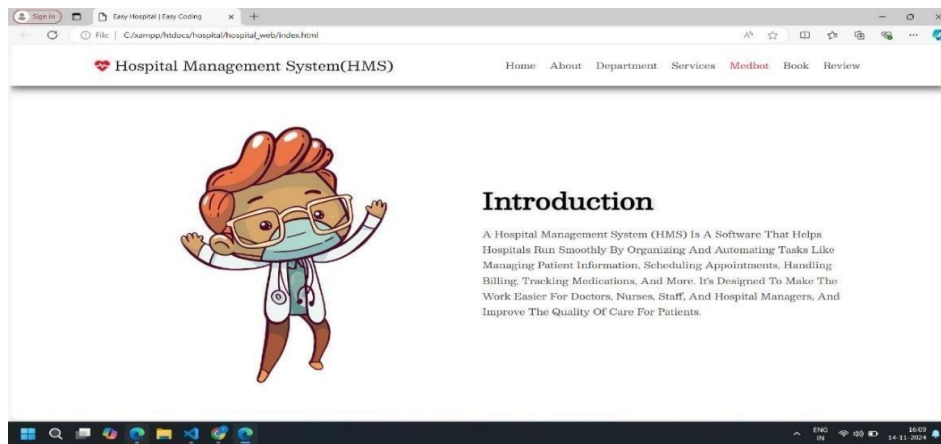 Sign in
Easy Hospital | Easy Coding
File | C:/xampp/htdocs/hospital/hospital_web/index.html
Hospital Management System(HMS)
Home About Department Services Medbot Book Review
Introduction
A Hospital Management System (HMS) Is A Software That Helps
Hospitals Run Smoothly By Organizing And Automating Tasks Like
Managing Patient Information, Scheduling Appointments, Handling
Billing, Tracking Medications, And More. It's Designed To Make The
Work Easier For Doctors, Nurses, Staff, And Hospital Managers, And
Improve The Quality Of Care For Patients.
ENG
IN
16:09
14-11-2024